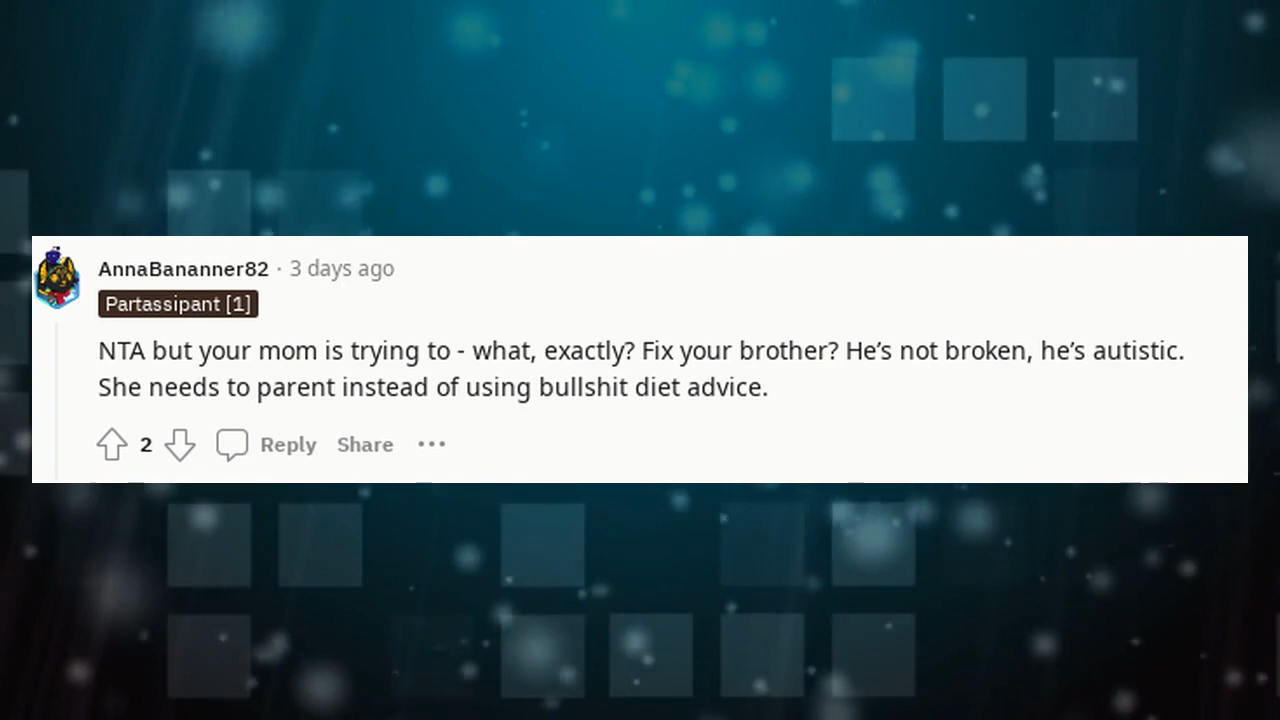 AnnaBananner82 · 3 days ago
Partassipant [1]
NTA but your mom is trying to - what, exactly? Fix your brother? He’s not broken, he’s autistic.
She needs to parent instead of using bullshit diet advice.
2 Reply Share ···